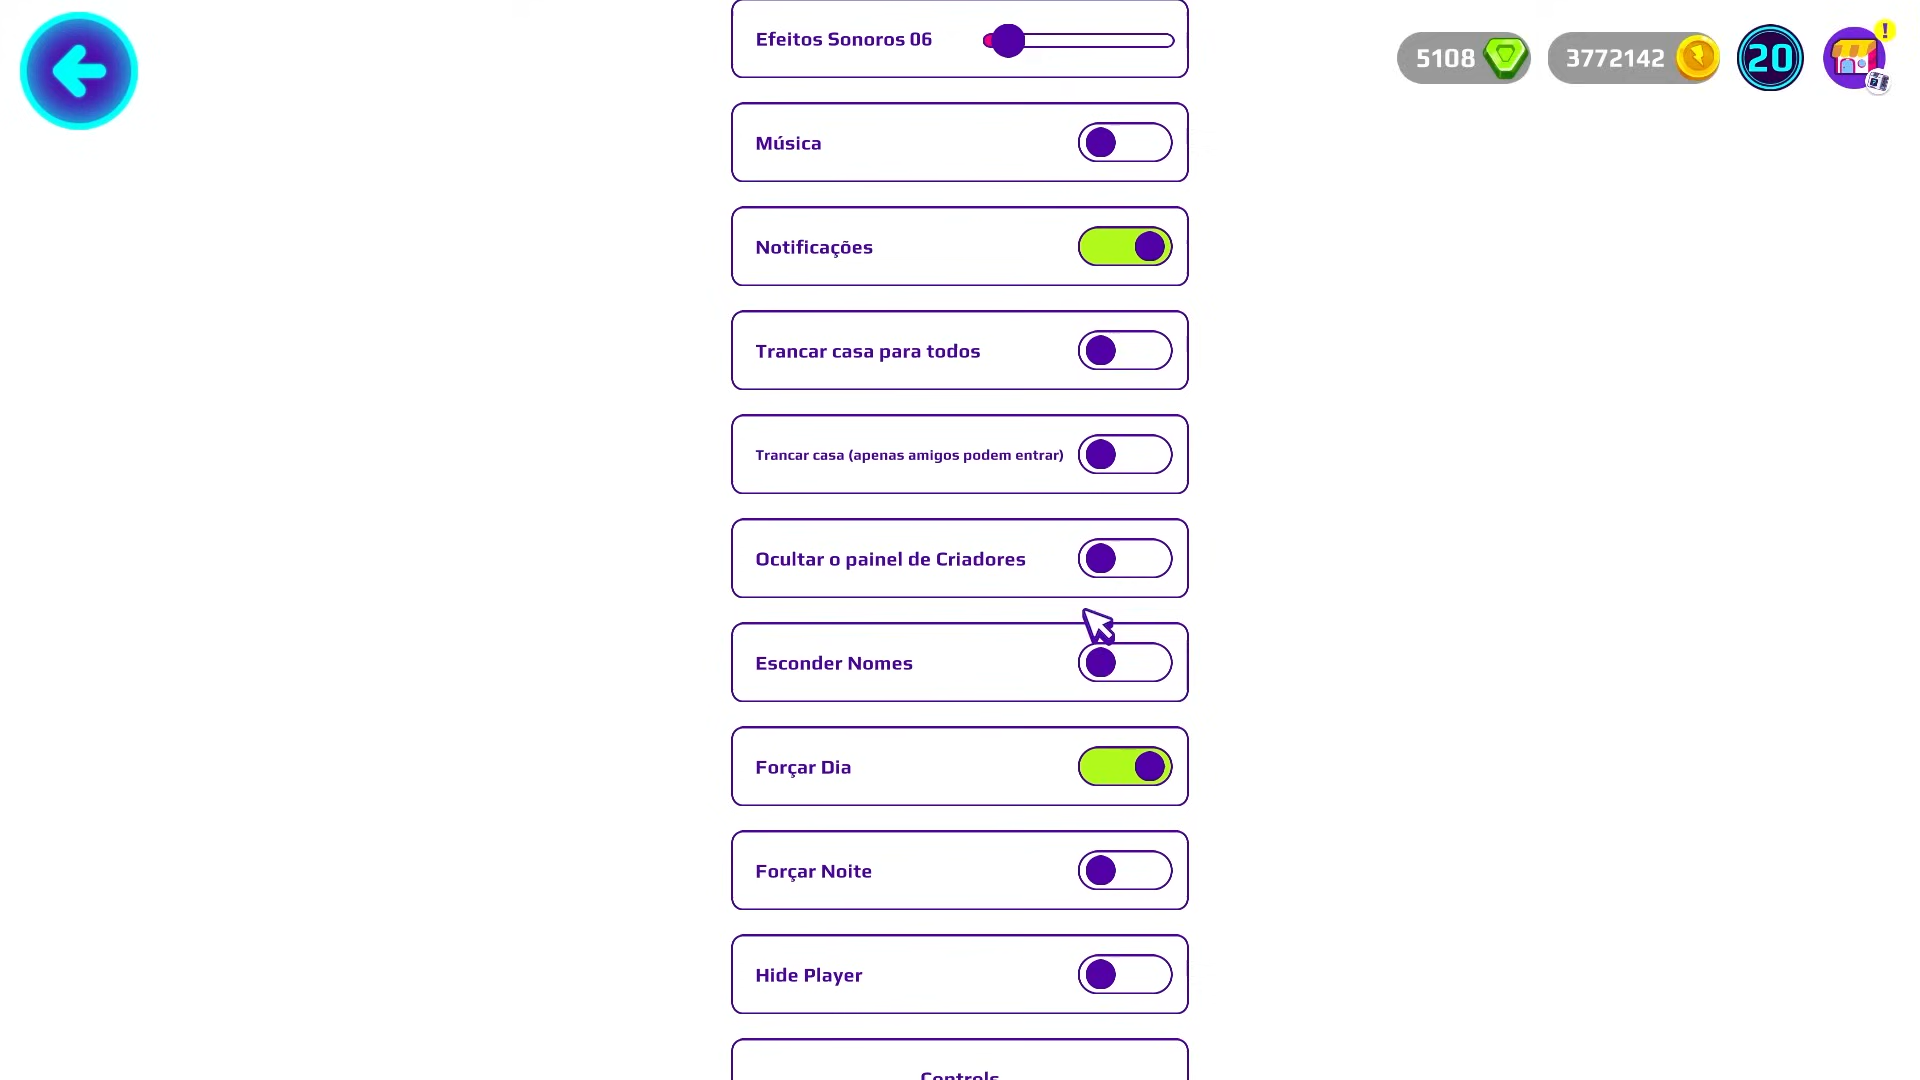 Efeitos Sonoros 06
5108
3772142
20
!
Música
Notificações
Trancar casa para todos
Trancar casa (apenas amigos podem entrar)
Ocultar o painel de Criadores
Esconder Nomes
Forçar Dia
Forçar Noite
Hide Player
Controls